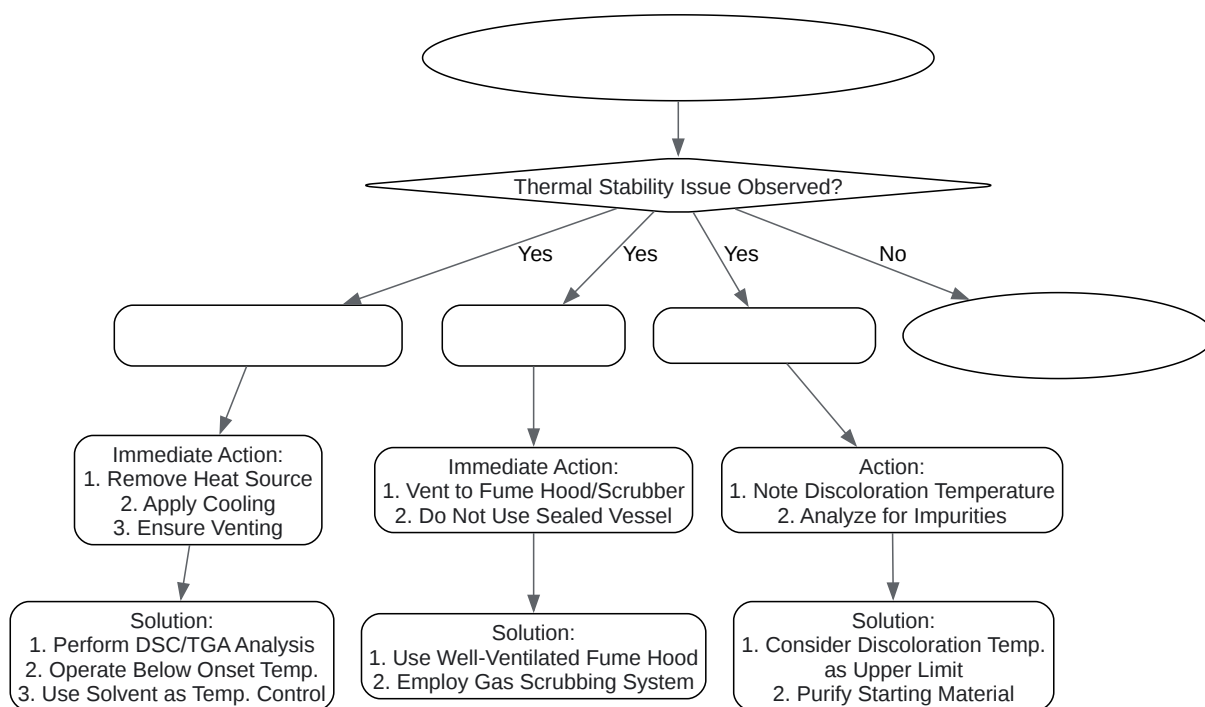 Thermal Stability Issue Observed?
Yes
Yes
Yes
No
Immediate Action:
1. Remove Heat Source
2. Apply Cooling
3. Ensure Venting
Immediate Action:
1. Vent to Fume Hood/Scrubber
2. Do Not Use Sealed Vessel
Action:
1. Note Discoloration Temperature
2. Analyze for Impurities
Solution:
1. Perform DSC/TGA Analysis
2. Operate Below Onset Temp.
3. Use Solvent as Temp. Control
Solution:
1. Use Well-Ventilated Fume Hood
2. Employ Gas Scrubbing System
Solution:
1. Consider Discoloration Temp.
as Upper Limit
2. Purify Starting Material